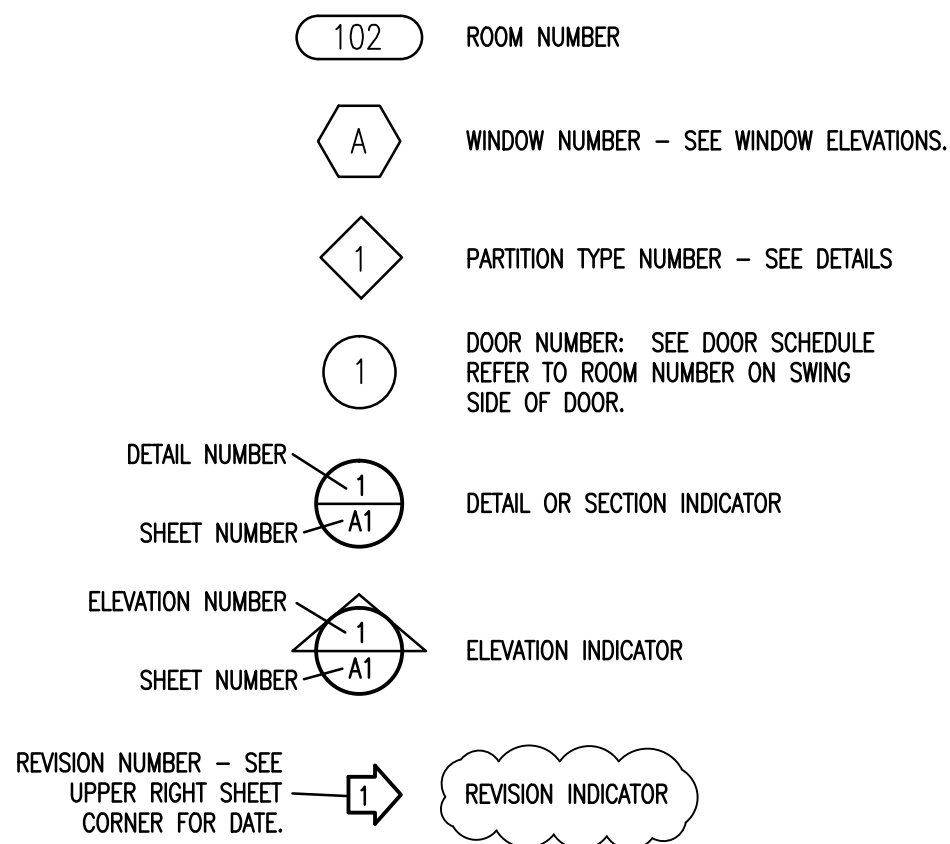 102 ROOM NUMBER
A WINDOW NUMBER – SEE WINDOW ELEVATIONS.
1 PARTITION TYPE NUMBER – SEE DETAILS
1
DOOR NUMBER: SEE DOOR SCHEDULE
REFER TO ROOM NUMBER ON SWING
SIDE OF DOOR.
DETAIL NUMBER
1
SHEET NUMBER
A1
DETAIL OR SECTION INDICATOR
ELEVATION NUMBER
1
SHEET NUMBER
A1
ELEVATION INDICATOR
REVISION NUMBER – SEE
UPPER RIGHT SHEET
CORNER FOR DATE.
1
REVISION INDICATOR